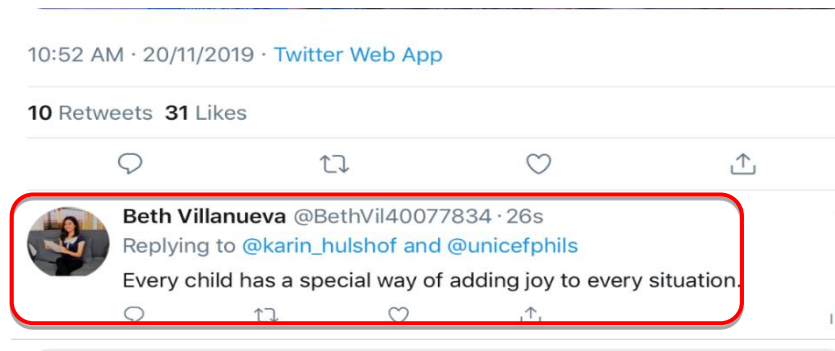 10:52 AM · 20/11/2019 · Twitter Web App
10 Retweets 31 Likes
Beth Villanueva @BethVil40077834 · 26s
Replying to @karin_hulshof and @unicefphils
Every child has a special way of adding joy to every situation.